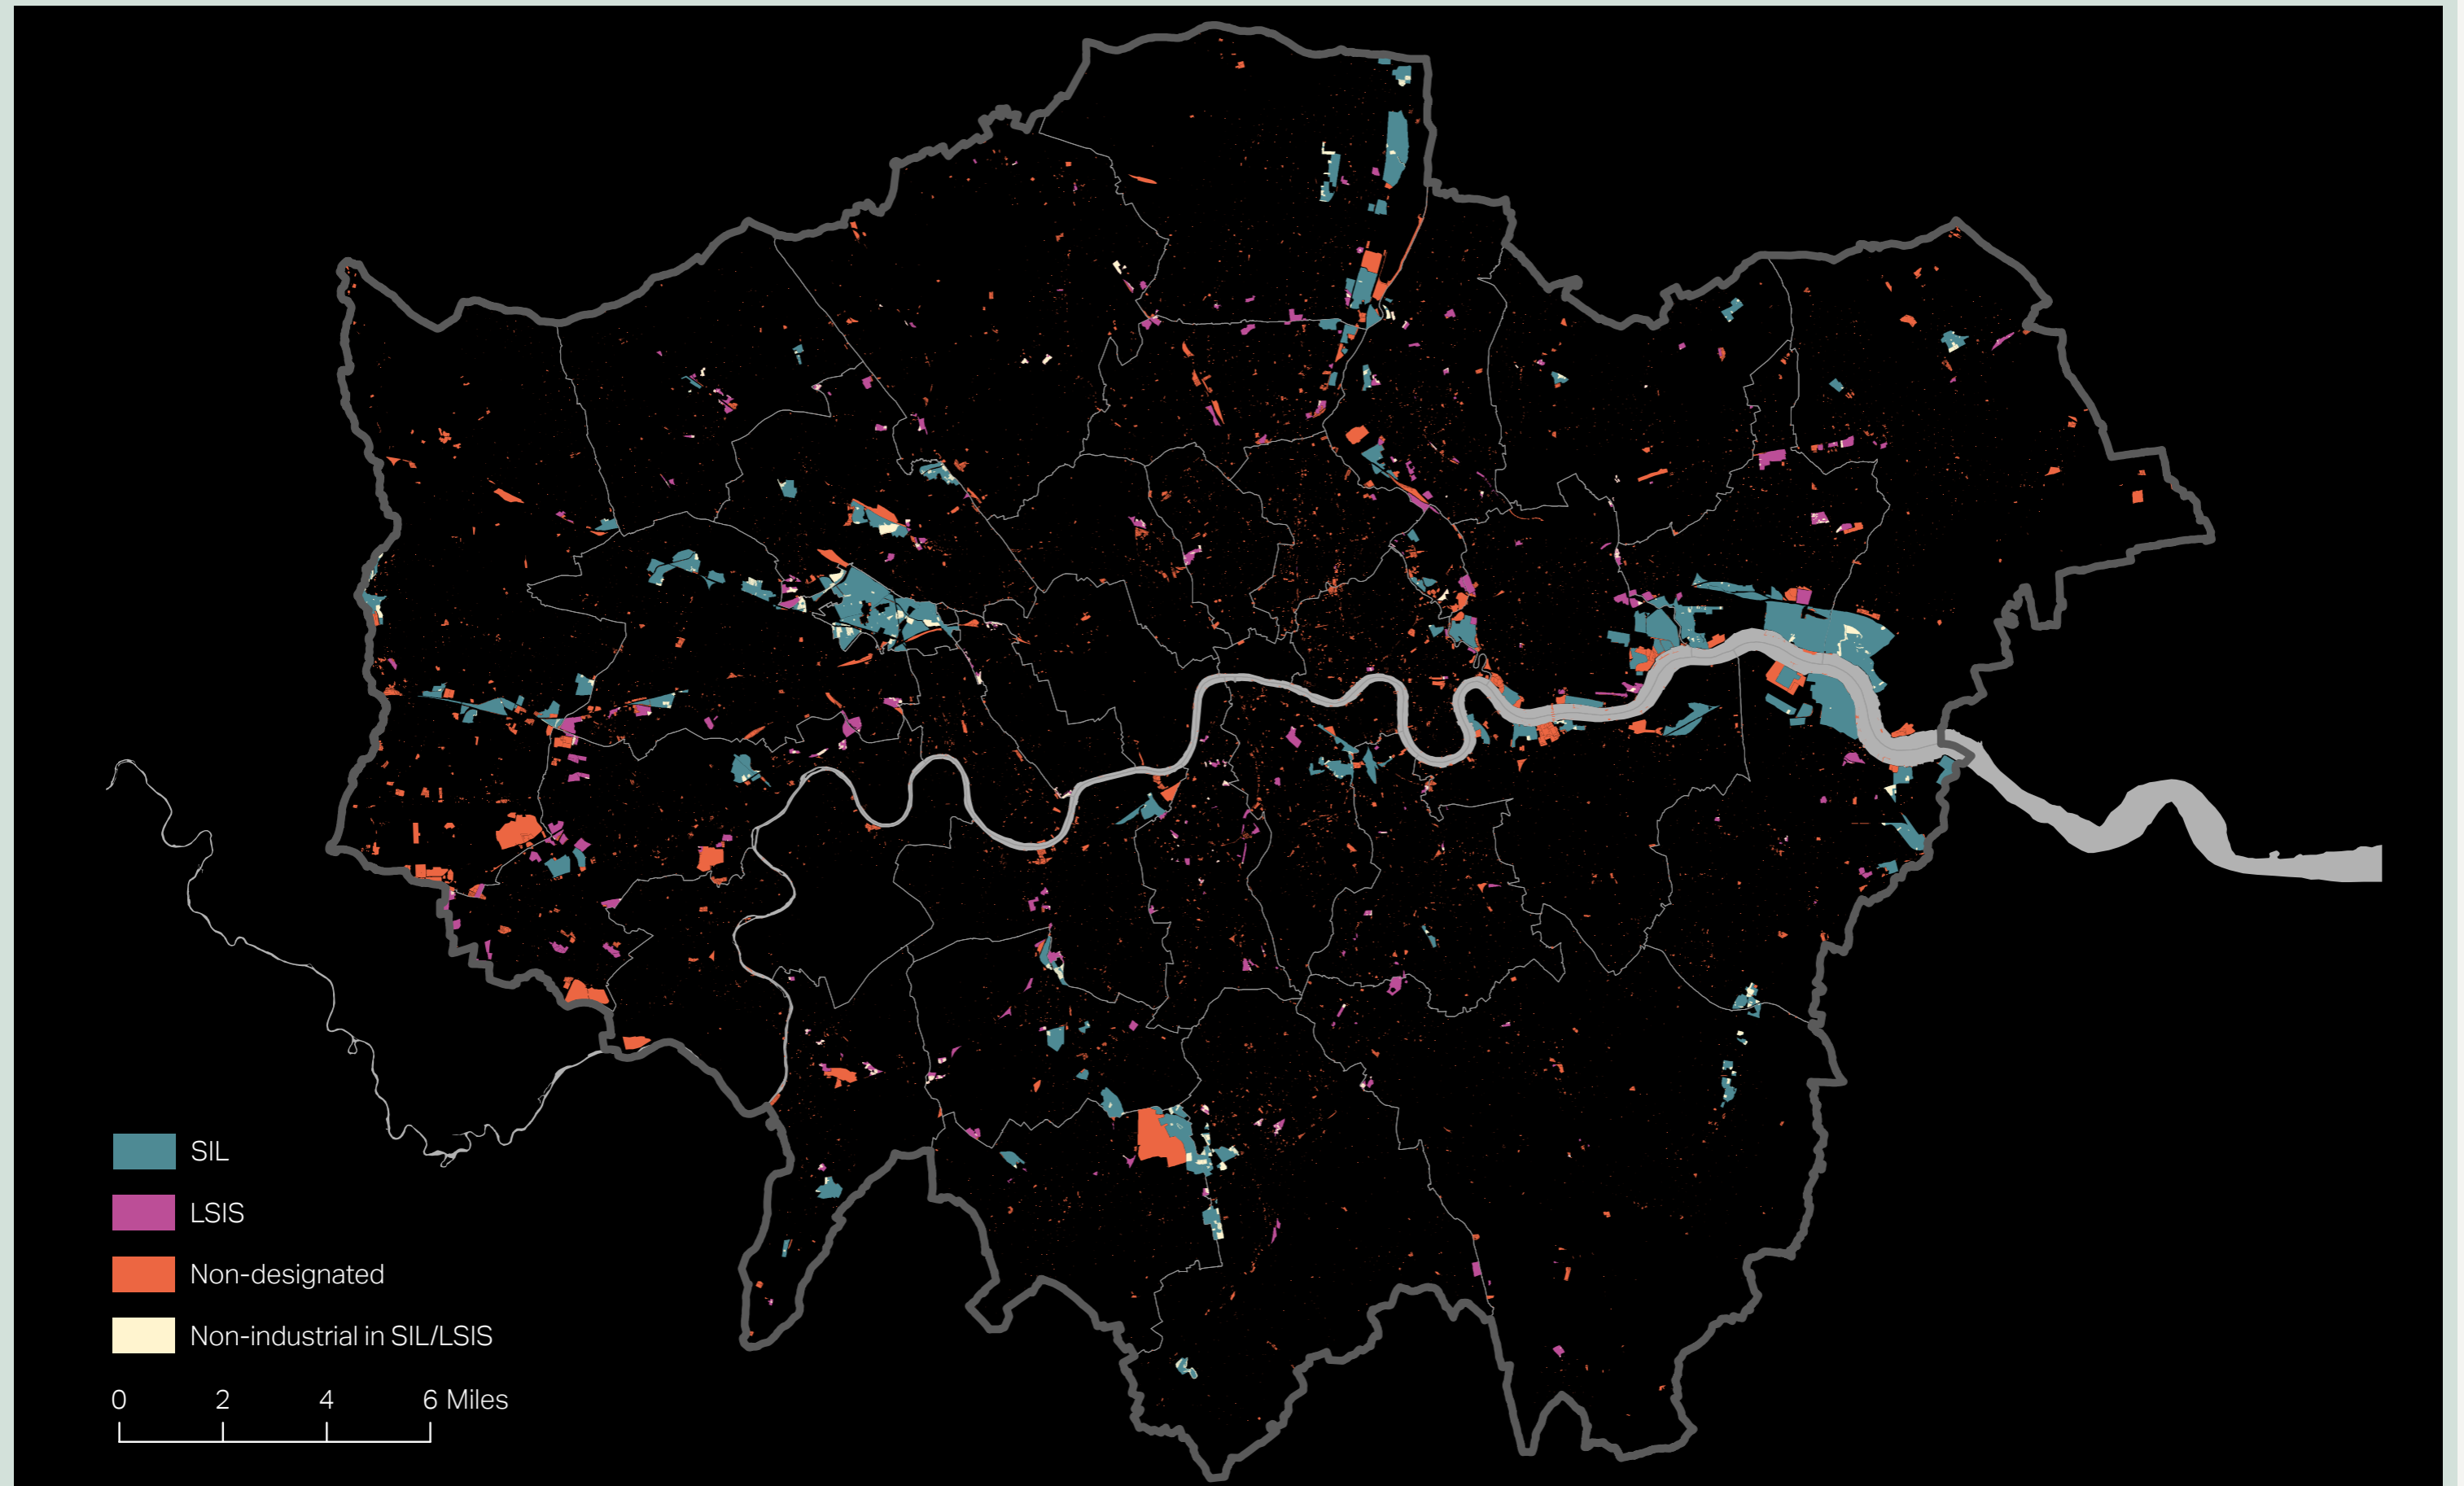 SIL
LSIS
Non-designated
Non-industrial in SIL/LSIS
0 2 4 6 Miles